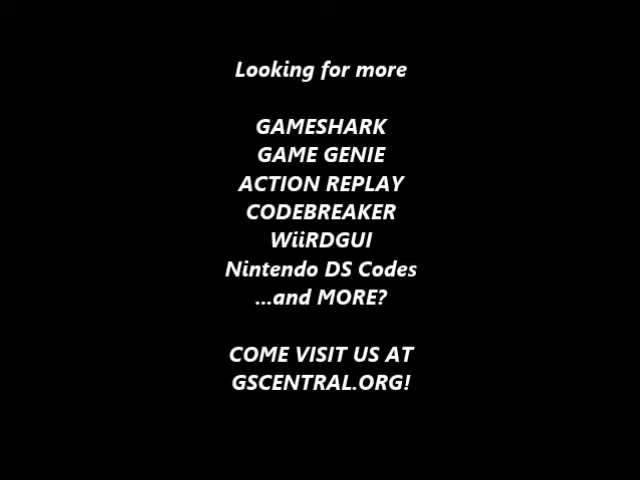 Looking for more
GAMESHARK
GAME GENIE
ACTION REPLAY
CODEBREAKER
WiiRDGUI
Nintendo DS Codes
...and MORE?
COME VISIT US AT
GSCENTRAL.ORG!